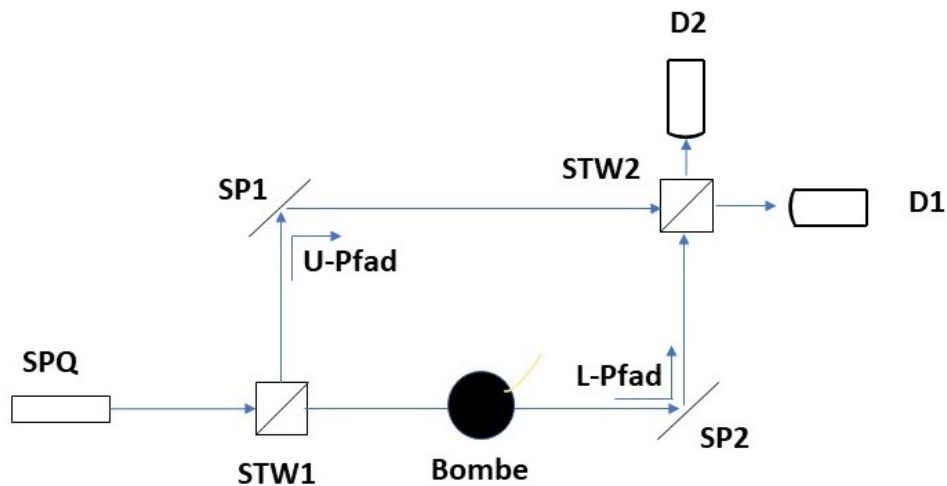 D2
STW2
SP1
D1
U-Pfad
SPQ
L-Pfad
SP2
STW1
Bombe